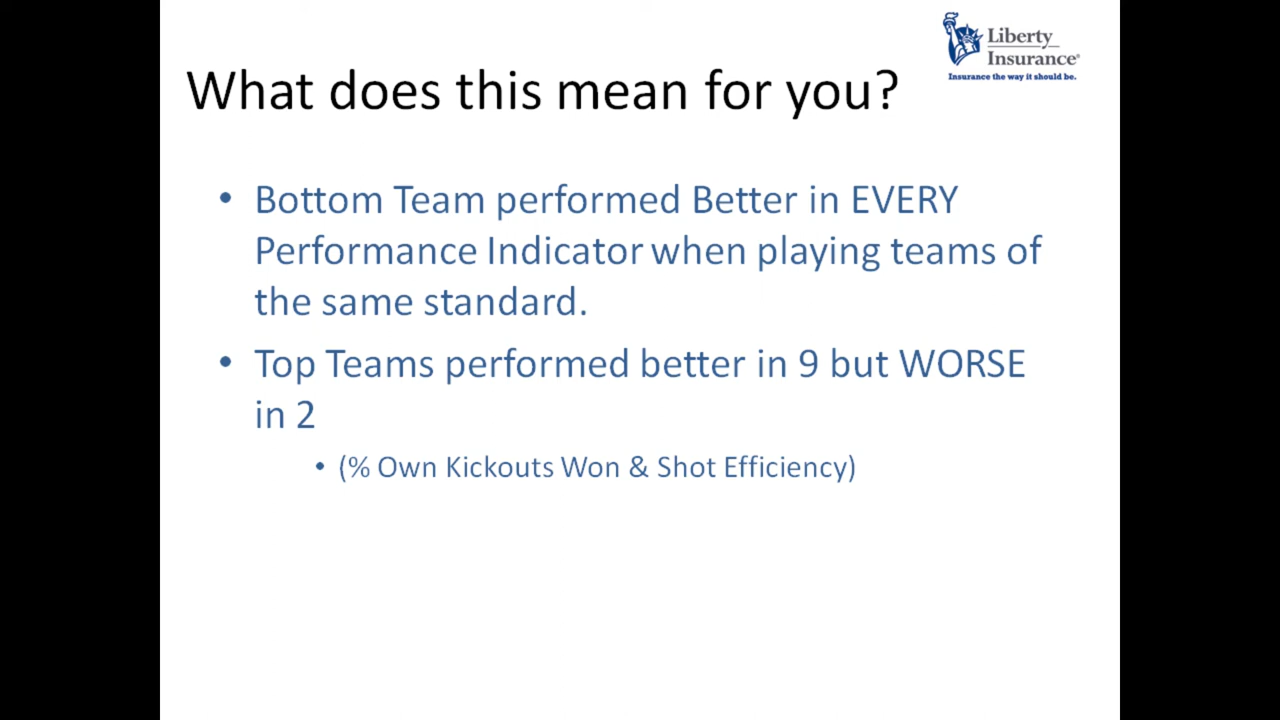 Liberty
Insurance®
Insurance the way it should be.
What does this mean for you?
• Bottom Team performed Better in EVERY
Performance Indicator when playing teams of
the same standard.
• Top Teams performed better in 9 but WORSE
in 2
• (% Own Kickouts Won & Shot Efficiency)